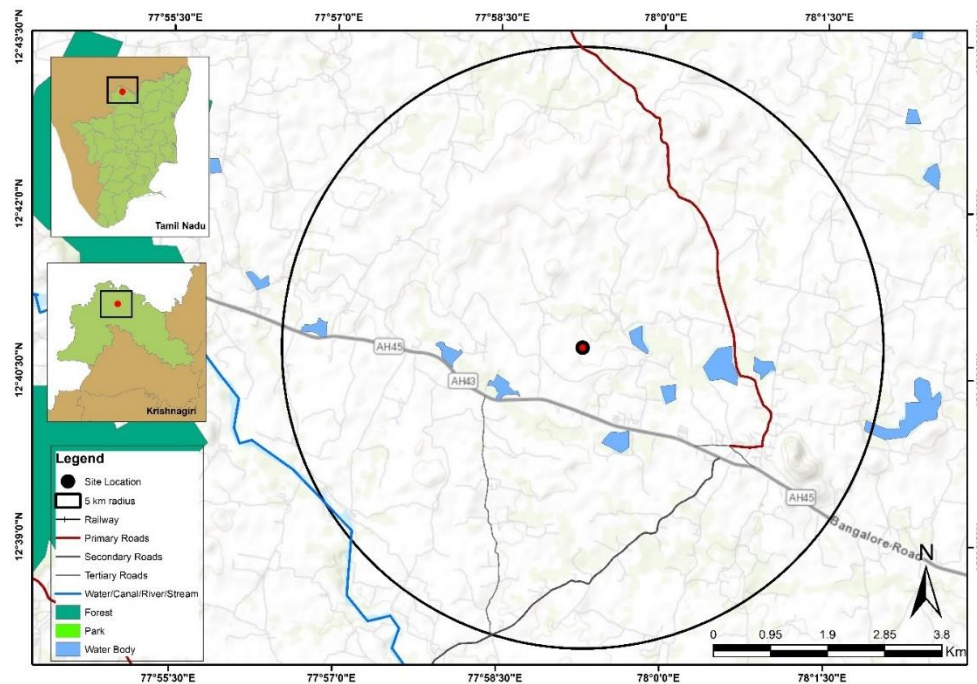 77°55'30"E
77°57'0"E
77°58'30"E
78°0'0"E
78°1'30"E
12°43'30"N
12°42'0"N
12°40'30"N
12°39'0"N
Tamil Nadu
Krishnagiri
AH45
AH43
AH45
Bangalore-Road
Legend
Site Location
5 km radius
Railway
Primary Roads
Secondary Roads
Tertiary Roads
Water/Canal/River/Stream
Forest
Park
Water Body
N
0 0.95 1.9 2.85 3.8
Km
77°55'30"E
77°57'0"E
77°58'30"E
78°0'0"E
78°1'30"E